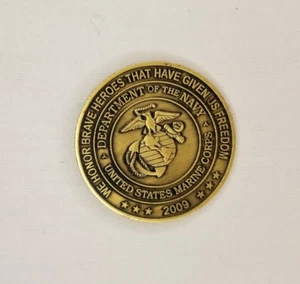 WE HONOR BRAVE HEROES THAT HAVE GIVEN US FREEDOM
DEPARTMENT OF THE NAVY
UNITED STATES MARINE CORPS
2009